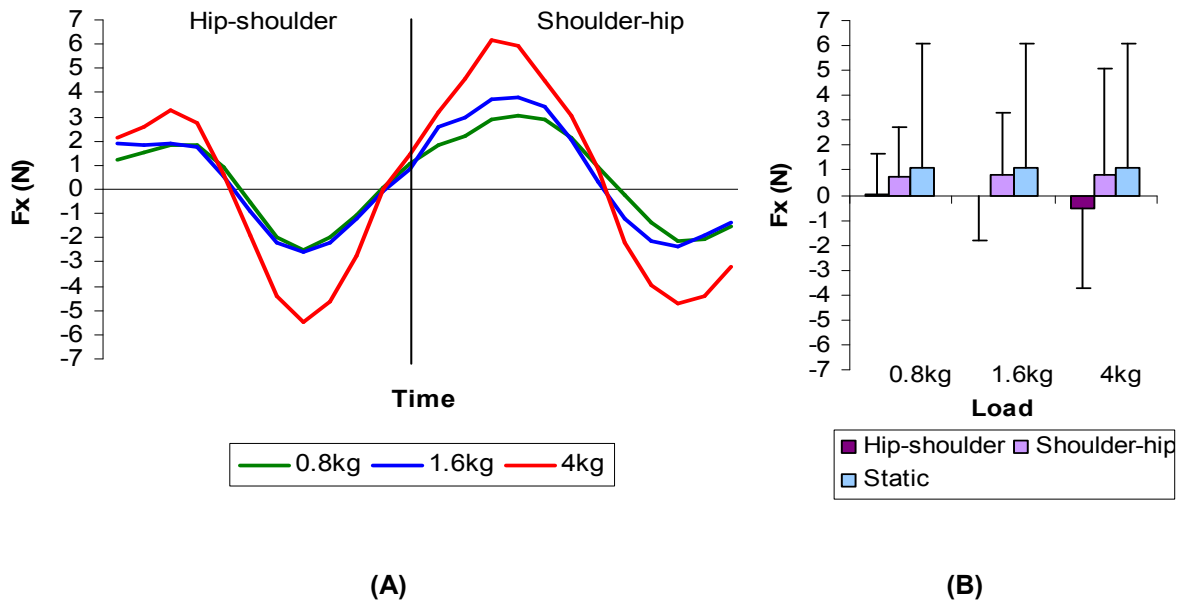 Hip-shoulder Shoulder-hip
7
6
5
4
3
2
1
0
-1
-2
-3
-4
-5
-6
-7
Fx (N)
Time
0.8kg 1.6kg 4kg
(A)
7
6
5
4
3
2
1
0
-1
-2
-3
-4
-5
-6
-7
Fx (N)
0.8kg 1.6kg 4kg
Load
Hip-shoulder Shoulder-hip
Static
(B)